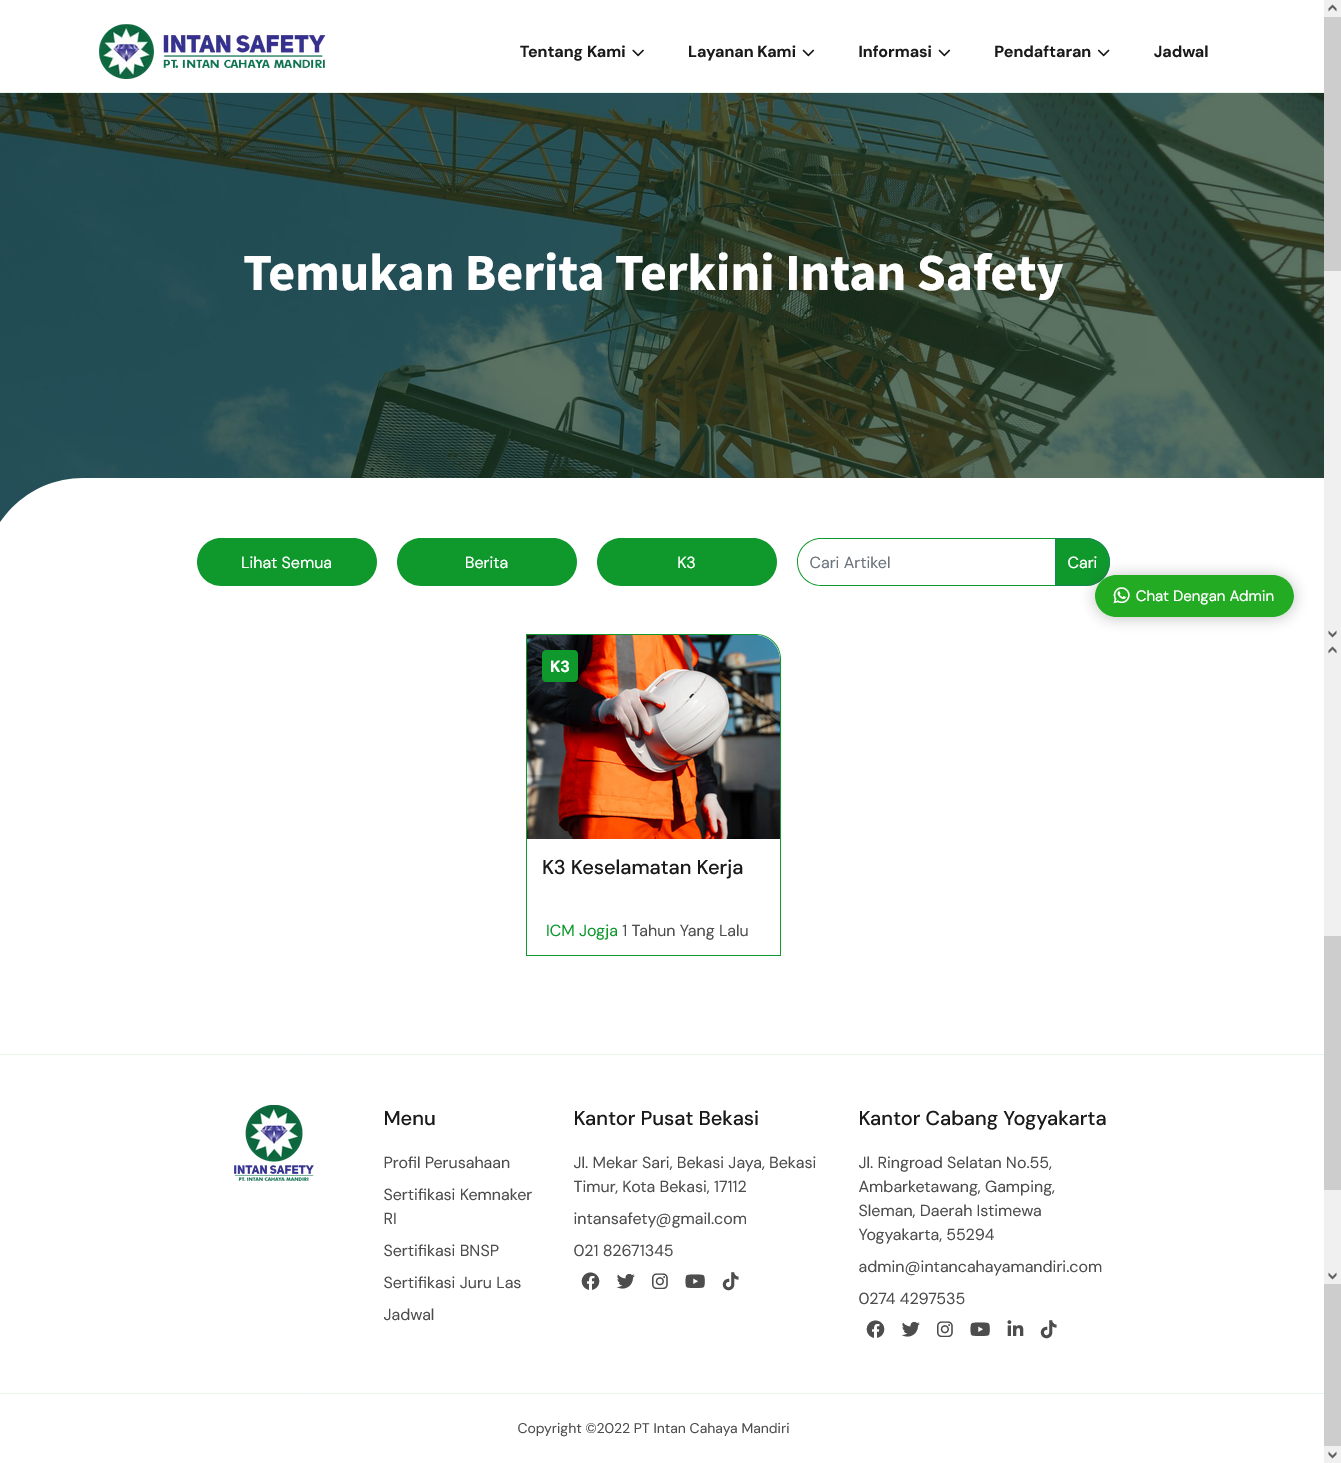 INTAN SAFETY
PT. INTAN CAHAYA MANDIRI
Tentang Kami
Layanan Kami
Informasi
Pendaftaran
Jadwal
Temukan Berita Terkini Intan Safety
Lihat Semua
Berita
K3
Cari Artikel
Cari
Chat Dengan Admin
K3
K3 Keselamatan Kerja
ICM Jogja 1 Tahun Yang Lalu
INTAN SAFETY
PT. INTAN CAHAYA MANDIRI
Menu
Profil Perusahaan
Sertifikasi Kemnaker
RI
Sertifikasi BNSP
Sertifikasi Juru Las
Jadwal
Kantor Pusat Bekasi
Jl. Mekar Sari, Bekasi Jaya, Bekasi
Timur, Kota Bekasi, 17112
intansafety@gmail.com
021 82671345
Kantor Cabang Yogyakarta
Jl. Ringroad Selatan No.55,
Ambarketawang, Gamping,
Sleman, Daerah Istimewa
Yogyakarta, 55294
admin@intancahayamandiri.com
0274 4297535
Copyright ©2022 PT Intan Cahaya Mandiri